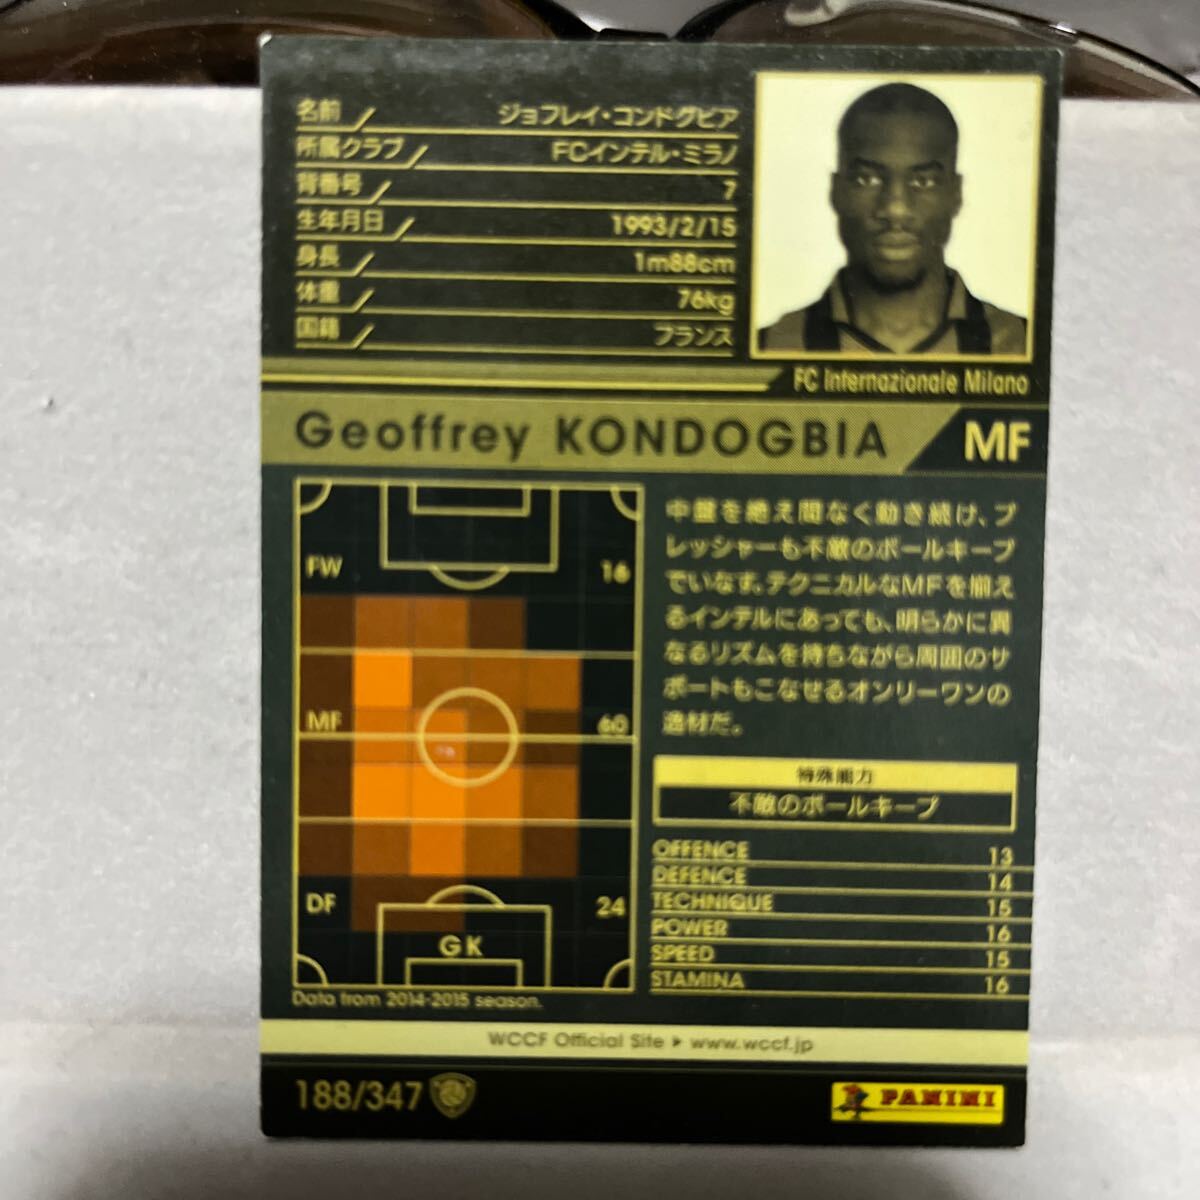 名前 ジョフレイ・コンドグビア
所属クラブ FCインテル・ミラノ
背番号 7
生年月日 1993/2/15
身長 1m88cm
体重 76kg
国籍 フランス
FC Internazionale Milano
Geoffrey KONDOGBIA MF
FW 16
MF 60
DF 24
GK
Data from 2014-2015 season.
中盤を絶え間なく動き続け、プ
レッシャーも不敵のボールキープ
でいなす。テクニカルなMFを揃え
るインテルにあっても、明らかに異
なるリズムを持ちながら周囲のサ
ポートもこなせるオンリーワンの
逸材だ。
特殊能力
不敵のボールキープ
OFFENCE 13
DEFENCE 14
TECHNIQUE 15
POWER 16
SPEED 15
STAMINA 16
WCCF Official Site ▶ www.wccf.jp
188/347
PANINI